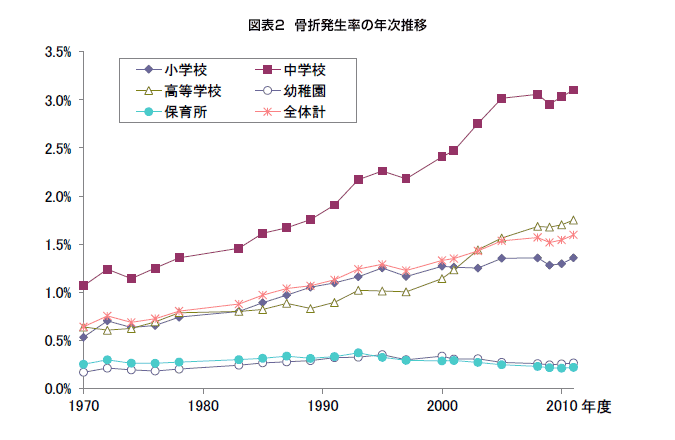 図表2 骨折発生率の年次推移
3.5%
小学校 中学校
高等学校 幼稚園
保育所 全体計
3.0%
2.5%
2.0%
1.5%
1.0%
0.5%
0.0%
1970 1980 1990 2000 2010 年度